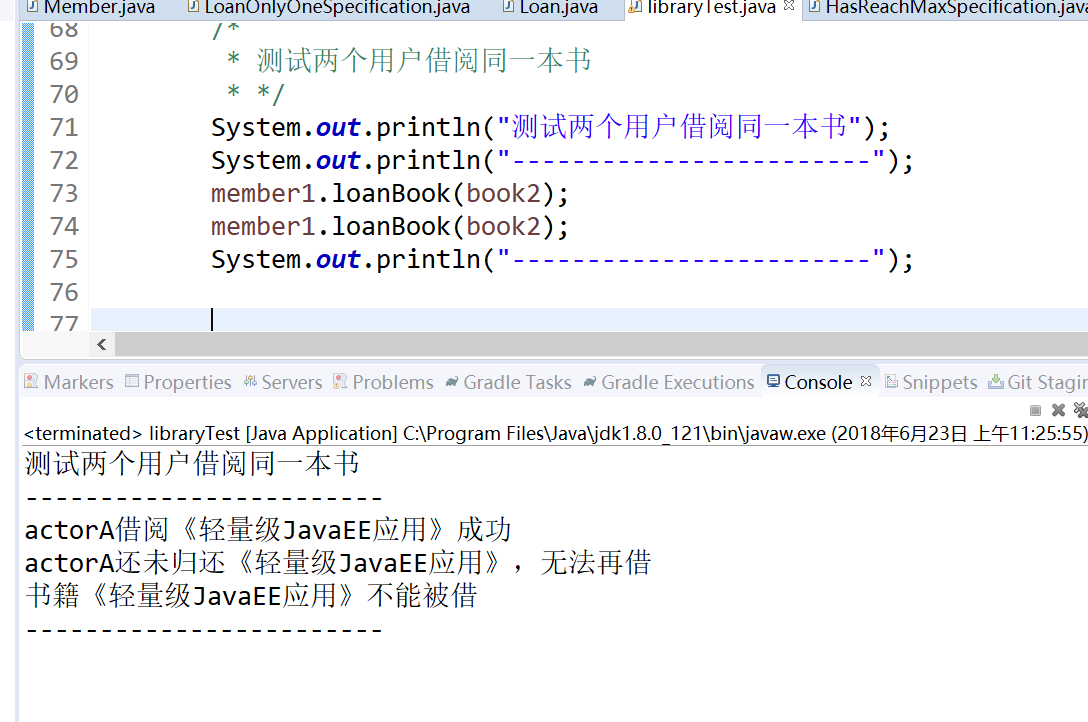 Member.java LoanOnlyOneSpecification.java Loan.java libraryTest.java HasReachMaxSpecification.java
68 /*
69 * 测试两个用户借阅同一本书
70 * */
71 System.out.println("测试两个用户借阅同一本书");
72 System.out.println("------------------------");
73 member1.loanBook(book2);
74 member1.loanBook(book2);
75 System.out.println("------------------------");
76
77
Markers Properties Servers Problems Gradle Tasks Gradle Executions Console Snippets Git Stagin
<terminated> libraryTest [Java Application] C:\Program Files\Java\jdk1.8.0_121\bin\javaw.exe (2018年6月23日 上午11:25:55)
测试两个用户借阅同一本书
------------------------
actorA借阅《轻量级JavaEE应用》成功
actorA还未归还《轻量级JavaEE应用》，无法再借
书籍《轻量级JavaEE应用》不能被借
------------------------